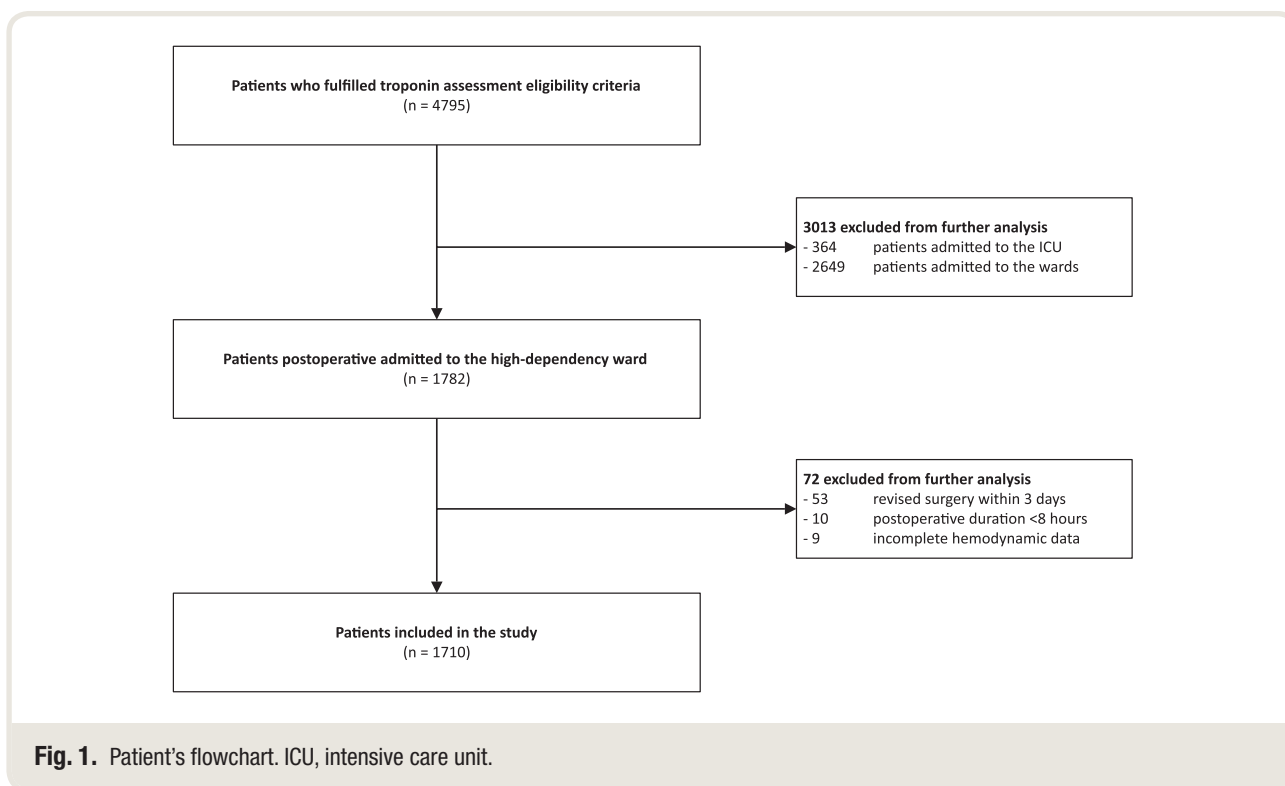 Patients who fulfilled troponin assessment eligibility criteria
(n = 4795)
3013 excluded from further analysis
- 364 patients admitted to the ICU
- 2649 patients admitted to the wards
Patients postoperative admitted to the high-dependency ward
(n = 1782)
72 excluded from further analysis
- 53 revised surgery within 3 days
- 10 postoperative duration <8 hours
- 9 incomplete hemodynamic data
Patients included in the study
(n = 1710)
Fig. 1. Patient's flowchart. ICU, intensive care unit.